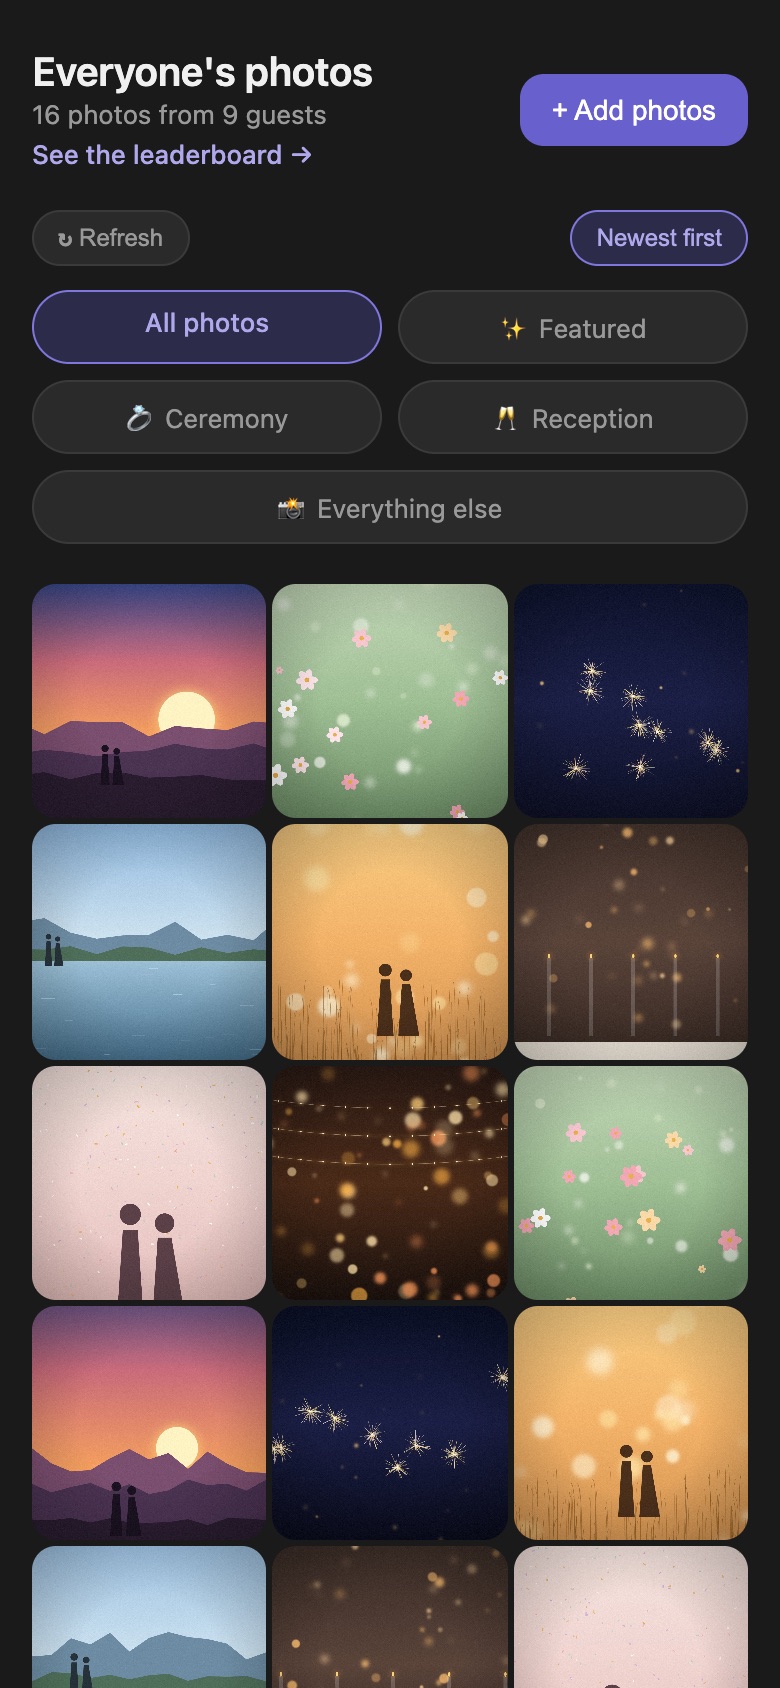 Everyone's photos
16 photos from 9 guests
See the leaderboard →
+ Add photos
↻ Refresh
Newest first
All photos
✨ Featured
💍 Ceremony
🥂 Reception
📸 Everything else